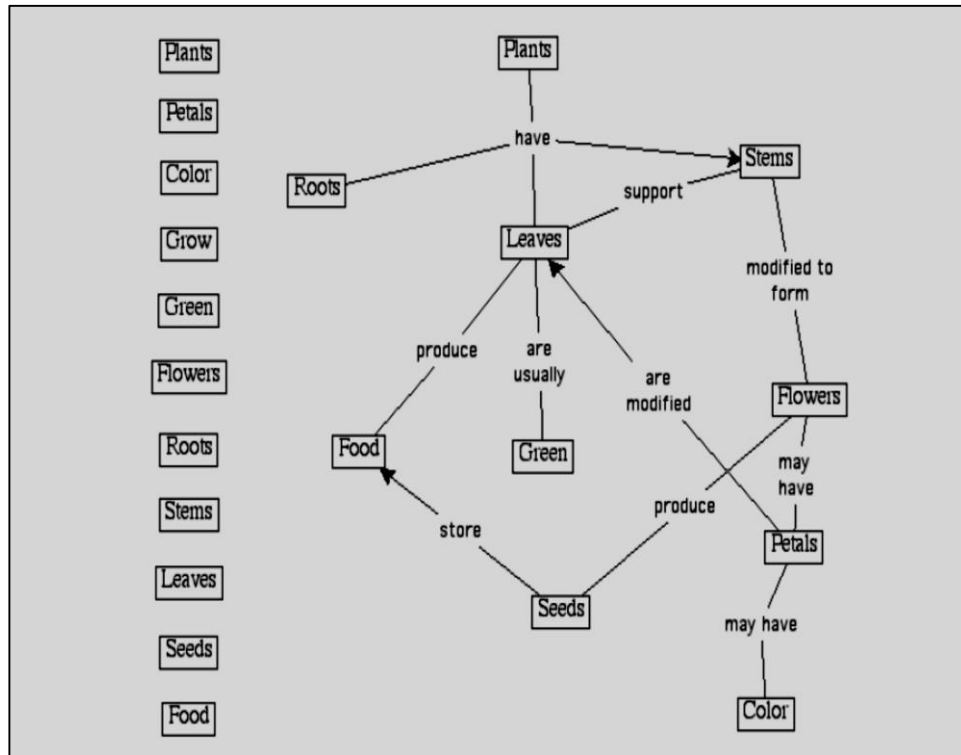 Plants
Petals
Color
Grow
Green
Flowers
Roots
Stems
Leaves
Seeds
Food
Plants
have
Stems
Roots
support
Leaves
modified to
form
produce
are
usually
are
modified
Flowers
Food
Green
may
have
produce
store
Petals
Seeds
may have
Color